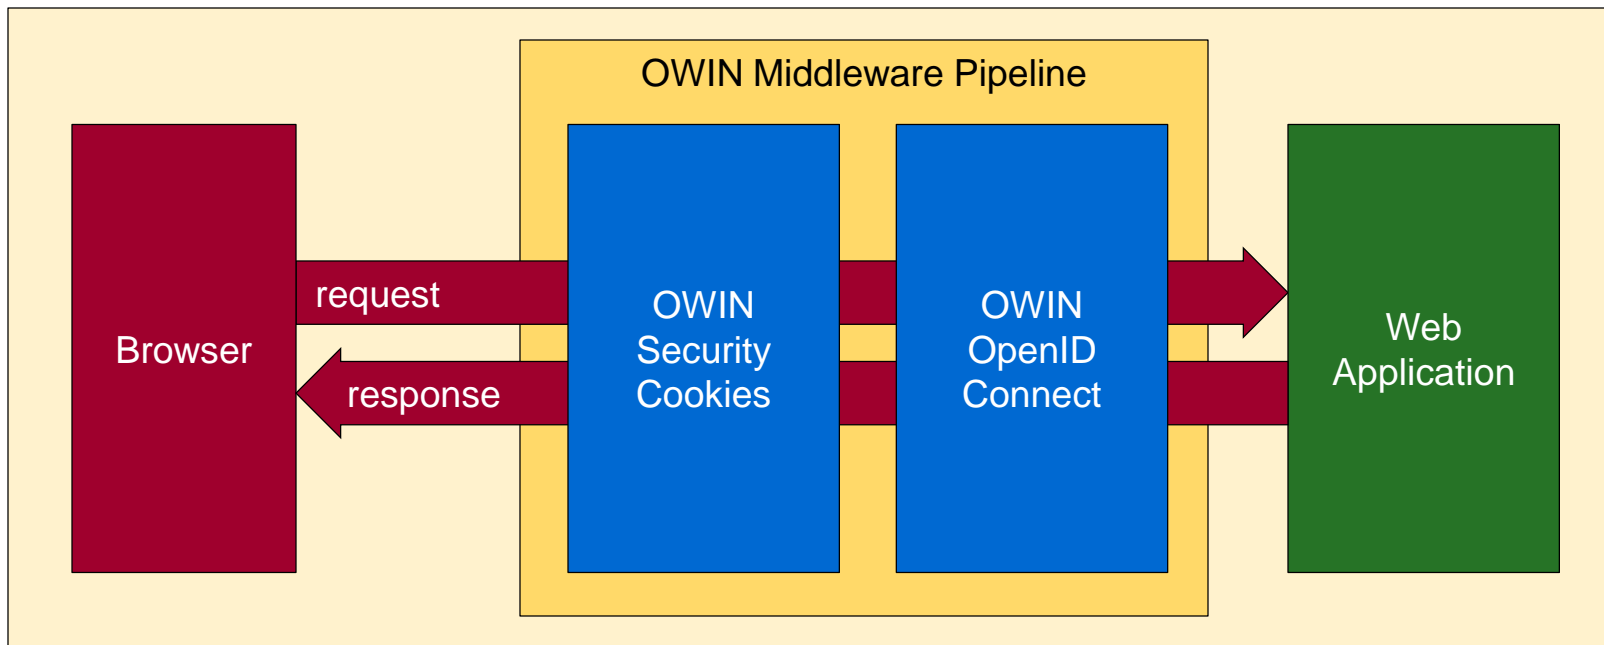 OWIN Middleware Pipeline
Browser
request
response
OWIN
Security
Cookies
OWIN
OpenID
Connect
Web
Application